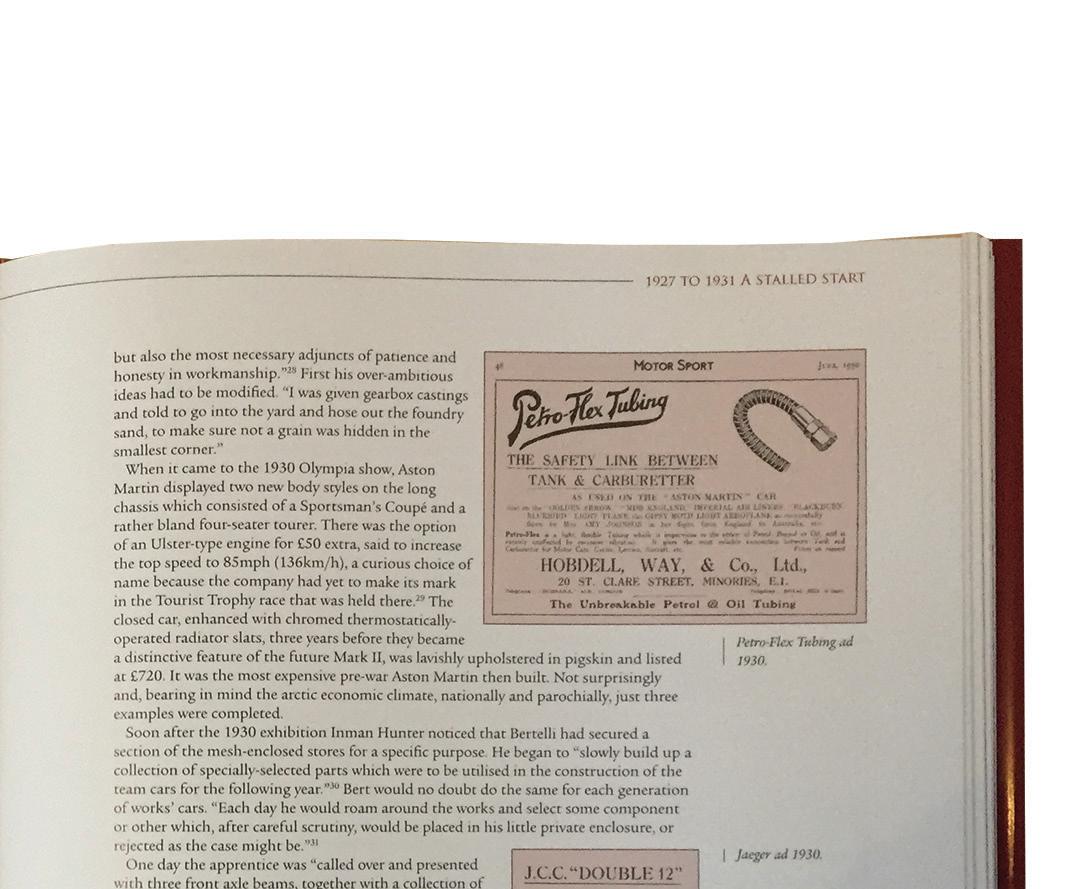 1927 TO 1931 A STALLED START
but also the most necessary adjuncts of patience and
honesty in workmanship.”²⁸ First his over-ambitious
ideas had to be modified. “I was given gearbox castings
and told to go into the yard and hose out the foundry
sand, to make sure not a grain was hidden in the
smallest corner.”
When it came to the 1930 Olympia show, Aston
Martin displayed two new body styles on the long
chassis which consisted of a Sportsman's Coupé and a
rather bland four-seater tourer. There was the option
of an Ulster-type engine for £50 extra, said to increase
the top speed to 85mph (136km/h), a curious choice of
name because the company had yet to make its mark
in the Tourist Trophy race that was held there.²⁹ The
closed car, enhanced with chromed thermostatically-
operated radiator slats, three years before they became
a distinctive feature of the future Mark II, was lavishly upholstered in pigskin and listed
at £720. It was the most expensive pre-war Aston Martin then built. Not surprisingly
and, bearing in mind the arctic economic climate, nationally and parochially, just three
examples were completed.
Soon after the 1930 exhibition Inman Hunter noticed that Bertelli had secured a
section of the mesh-enclosed stores for a specific purpose. He began to “slowly build up a
collection of specially-selected parts which were to be utilised in the construction of the
team cars for the following year.”³⁰ Bert would no doubt do the same for each generation
of works' cars. “Each day he would roam around the works and select some component
or other which, after careful scrutiny, would be placed in his little private enclosure, or
rejected as the case might be.”³¹
One day the apprentice was “called over and presented
with three front axle beams, together with a collection of
48 MOTOR SPORT 1930
Petro-Flex Tubing
THE SAFETY LINK BETWEEN
TANK & CARBURETTER
AS USED ON THE "ASTON MARTIN" CAR
HOBDELL, WAY, & Co., Ltd.,
20 ST. CLARE STREET, MINORIES, E.1.
The Unbreakable Petrol @ Oil Tubing
Petro-Flex Tubing ad
1930.
Jaeger ad 1930.
J.C.C. “DOUBLE 12”